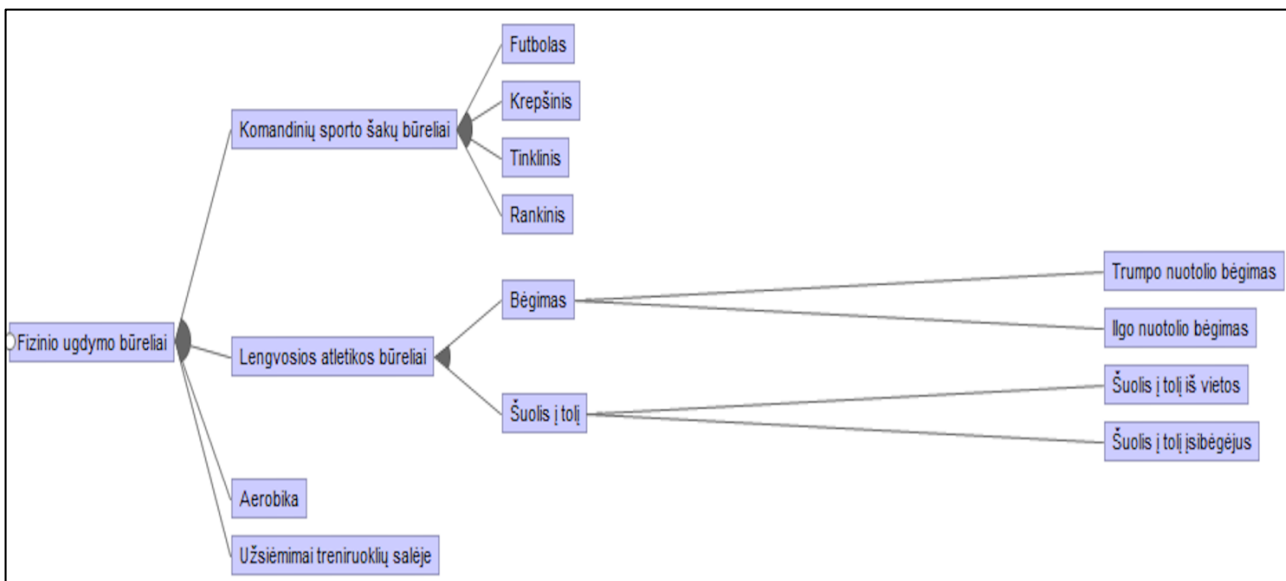 Futbolas
Krepšinis
Komandinių sporto šakų būreliai
Tinklinis
Rankinis
Trumpo nuotolio bėgimas
Bėgimas
Ilgo nuotolio bėgimas
Fizinio ugdymo būreliai
Lengvosios atletikos būreliai
Šuolis į tolį iš vietos
Šuolis į tolį
Šuolis į tolį įsibėgėjus
Aerobika
Užsiėmimai treniruoklių salėje